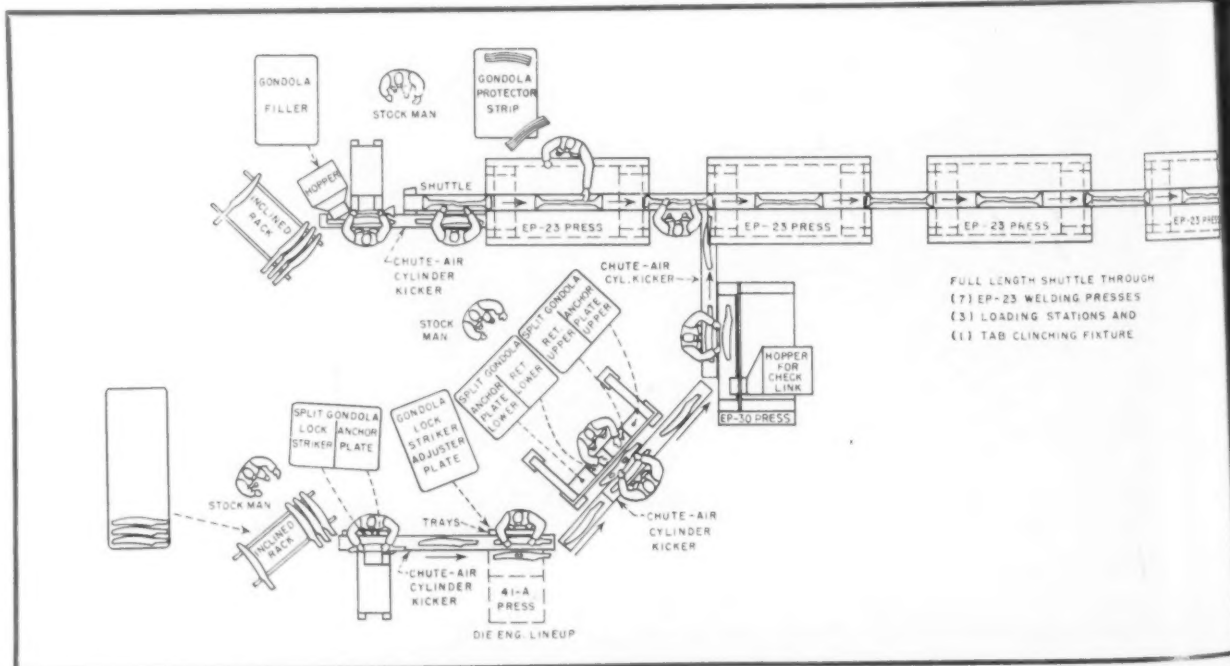 GONDOLA
FILLER
STOCK MAN
GONDOLA
PROTECTOR
STRIP
HOPPER
SHUTTLE
INCLINED
RACK
EP-23 PRESS
EP-23 PRESS
EP-23 PRESS
EP-23 PRES
CHUTE-AIR
CYLINDER
KICKER
CHUTE-AIR
CYL. KICKER
FULL LENGTH SHUTTLE THROUGH
(7) EP-23 WELDING PRESSES
(3) LOADING STATIONS AND
(1) TAB CLINCHING FIXTURE
STOCK
MAN
SPLIT GONDOLA
RET. ANCHOR
UPPER PLATE
UPPER
SPLIT GONDOLA
ANCHOR RET.
PLATE LOWER
LOWER
HOPPER
FOR
CHECK
LINK
EP-30 PRESS
GONDOLA
LOCK
STRIKER
ADJUSTER
PLATE
SPLIT GONDOLA
LOCK ANCHOR
STRIKER PLATE
STOCK MAN
INCLINED
RACK
TRAYS
CHUTE-AIR
CYLINDER
KICKER
CHUTE-AIR
CYLINDER
KICKER
41-A
PRESS
DIE ENG. LINEUP